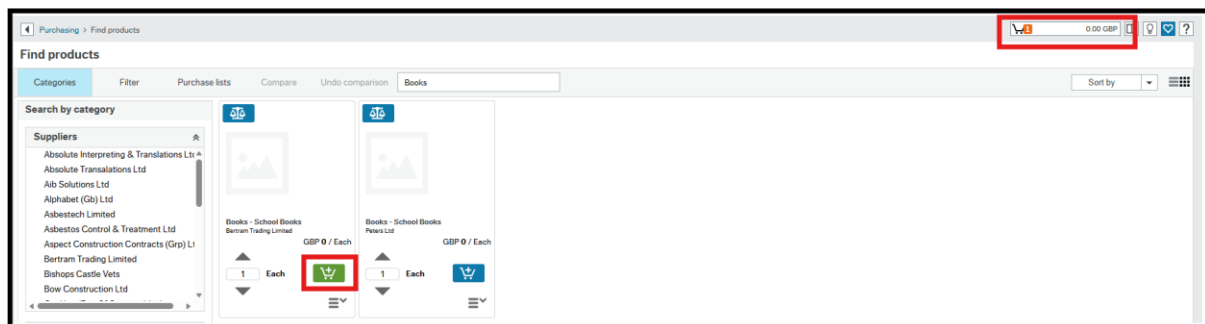 Purchasing > Find products
1 0.00 GBP ?
Find products
Categories Filter Purchase lists Compare Undo comparison Books Sort by
Search by category
Suppliers
Absolute Interpreting & Translations Ltd
Absolute Transalations Ltd
Aib Solutions Ltd
Alphabet (Gb) Ltd
Asbestech Limited
Asbestos Control & Treatment Ltd
Aspect Construction Contracts (Grp) Lt
Bertram Trading Limited
Bishops Castle Vets
Bow Construction Ltd
Books - School Books
Bertram Trading Limited
GBP 0 / Each
1 Each
Books - School Books
Peters Ltd
GBP 0 / Each
1 Each